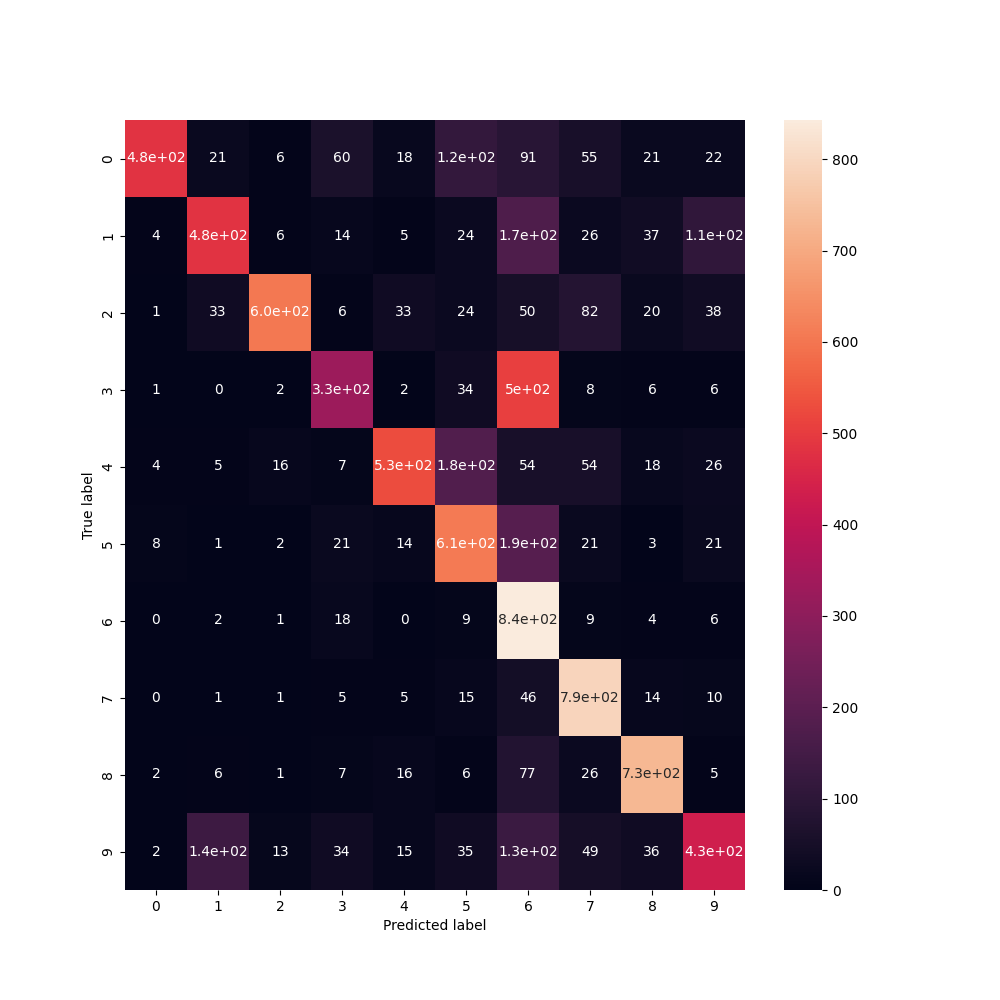 0 4.8e+02 21 6 60 18 1.2e+02 91 55 21 22
1 4 4.8e+02 6 14 5 24 1.7e+02 26 37 1.1e+02
2 1 33 6.0e+02 6 33 24 50 82 20 38
3 1 0 2 3.3e+02 2 34 5e+02 8 6 6
4 4 5 16 7 5.3e+02 1.8e+02 54 54 18 26
5 8 1 2 21 14 6.1e+02 1.9e+02 21 3 21
6 0 2 1 18 0 9 8.4e+02 9 4 6
7 0 1 1 5 5 15 46 7.9e+02 14 10
8 2 6 1 7 16 6 77 26 7.3e+02 5
9 2 1.4e+02 13 34 15 35 1.3e+02 49 36 4.3e+02
0 1 2 3 4 5 6 7 8 9
Predicted label
True label
800
700
600
500
400
300
200
100
0